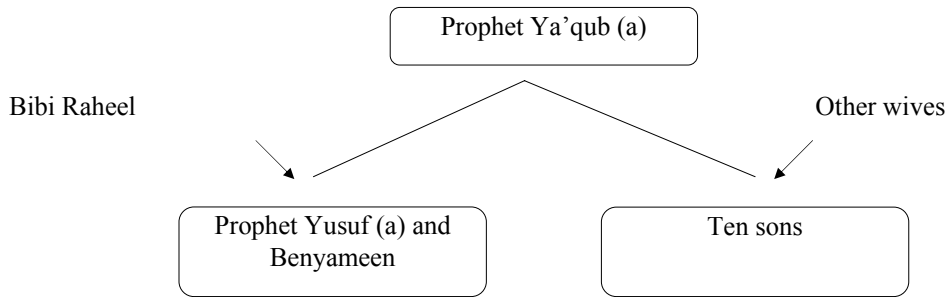 Prophet Ya’qub (a)
Bibi Raheel
Other wives
Prophet Yusuf (a) and
Benyameen
Ten sons